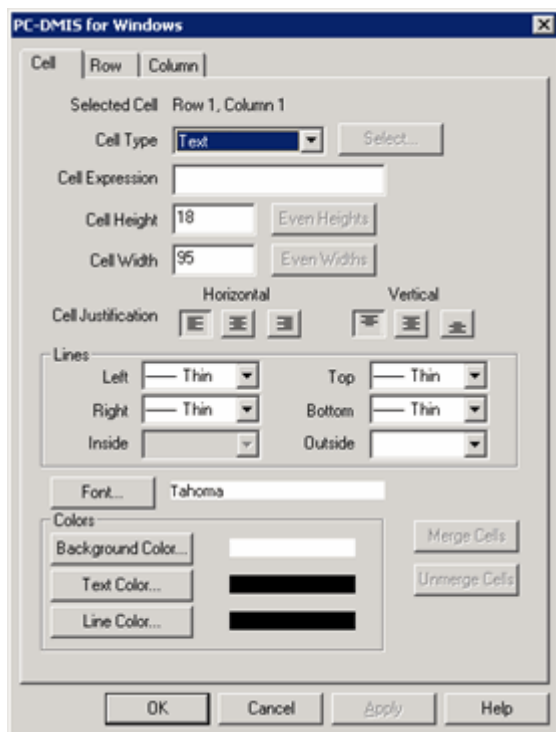 PC-DMIS for Windows
Cell Row Column
Selected Cell Row 1, Column 1
Cell Type Text Select...
Cell Expression
Cell Height 18 Even Heights
Cell Width 95 Even Widths
Horizontal Vertical
Cell Justification
Lines
Left Thin Top Thin
Right Thin Bottom Thin
Inside Outside
Font... Tahoma
Colors
Background Color... Merge Cells
Text Color... Unmerge Cells
Line Color...
OK Cancel Apply Help